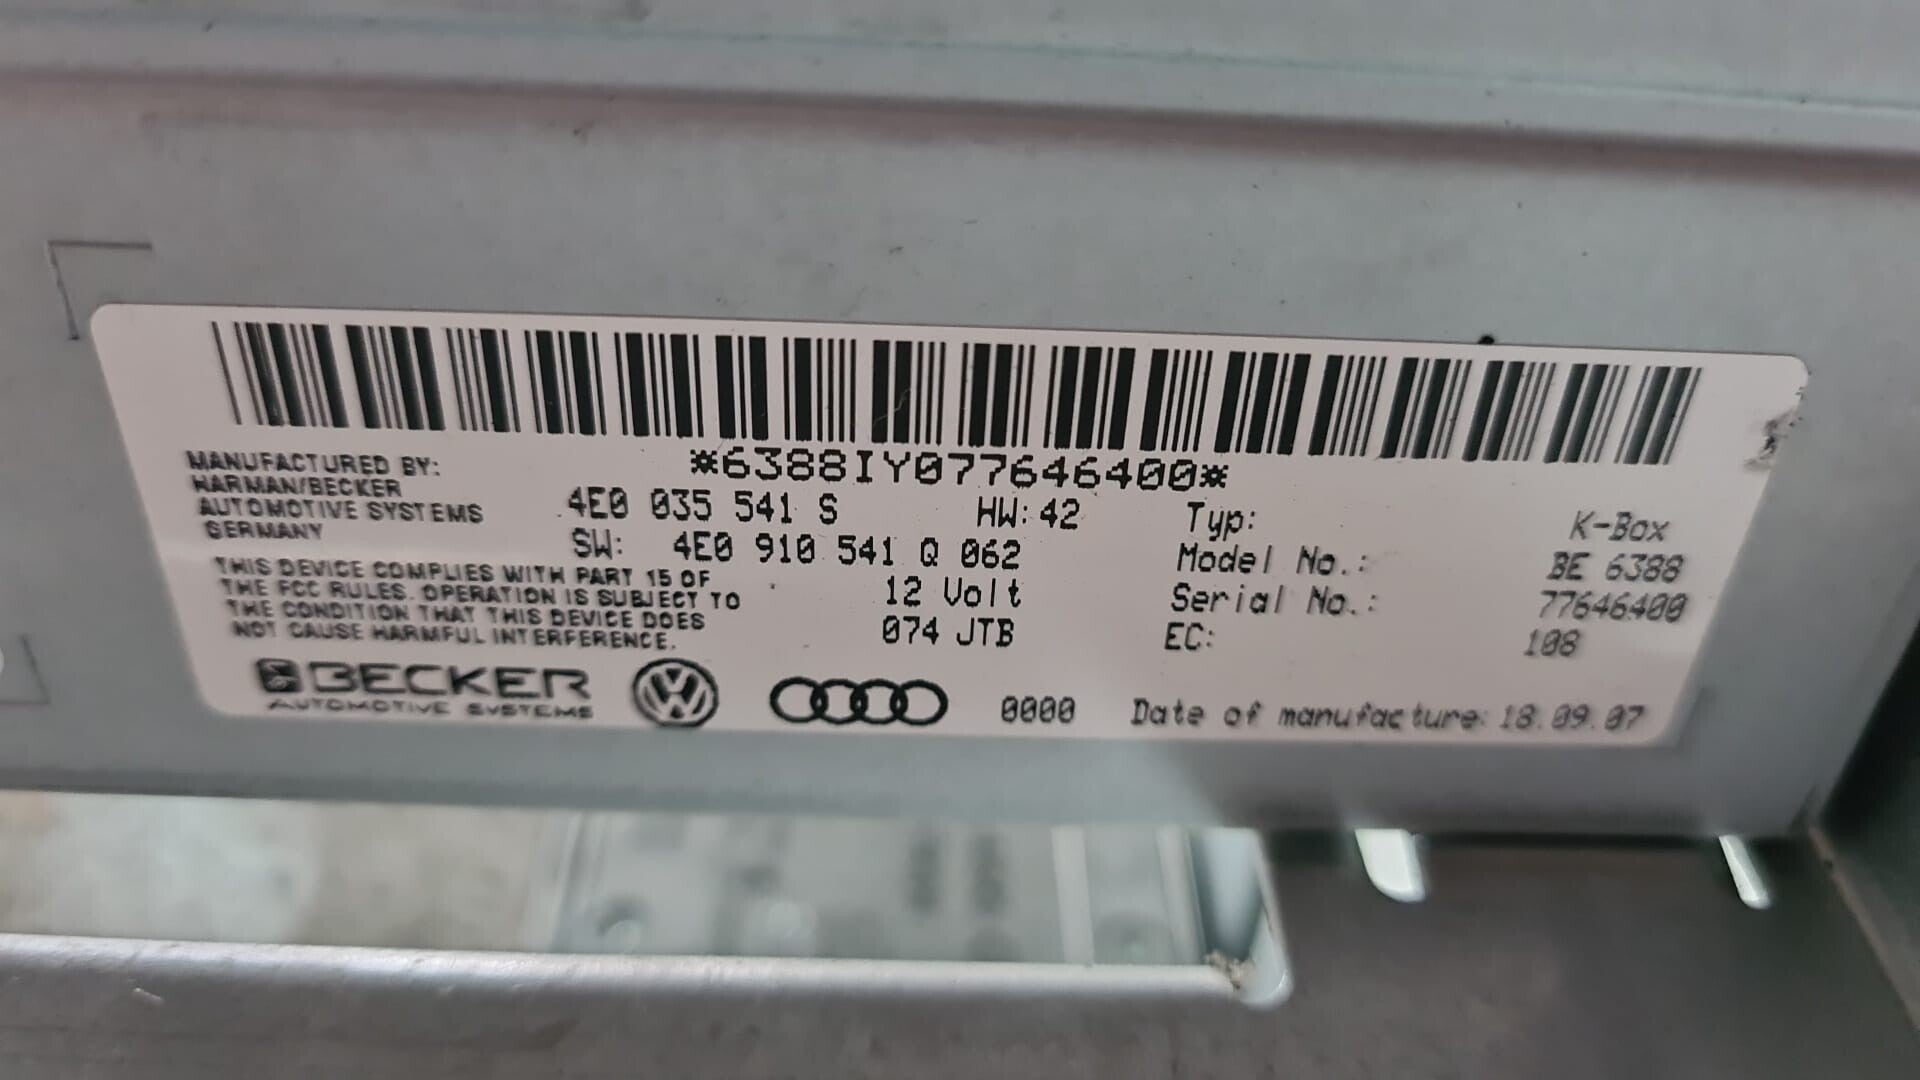 *6388IY077646400*
MANUFACTURED BY:
HARMAN/BECKER
AUTOMOTIVE SYSTEMS
GERMANY
4E0 035 541 S HW: 42
SW: 4E0 910 541 Q 062
12 Volt
074 JTB
Typ: K-Box
Model No.: BE 6388
Serial No.: 77646400
EC: 108
THIS DEVICE COMPLIES WITH PART 15 OF
THE FCC RULES. OPERATION IS SUBJECT TO
THE CONDITION THAT THIS DEVICE DOES
NOT CAUSE HARMFUL INTERFERENCE.
BECKER
AUTOMOTIVE SYSTEMS
0000 Date of manufacture: 18.09.07